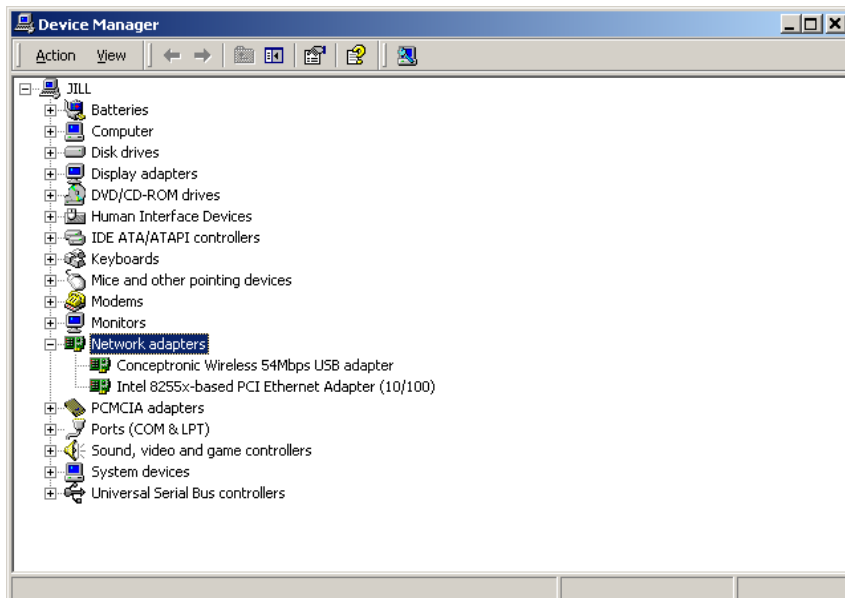 Device Manager
Action View
JILL
Batteries
Computer
Disk drives
Display adapters
DVD/CD-ROM drives
Human Interface Devices
IDE ATA/ATAPI controllers
Keyboards
Mice and other pointing devices
Modems
Monitors
Network adapters
Conceptronic Wireless 54Mbps USB adapter
Intel 8255x-based PCI Ethernet Adapter (10/100)
PCMCIA adapters
Ports (COM & LPT)
Sound, video and game controllers
System devices
Universal Serial Bus controllers